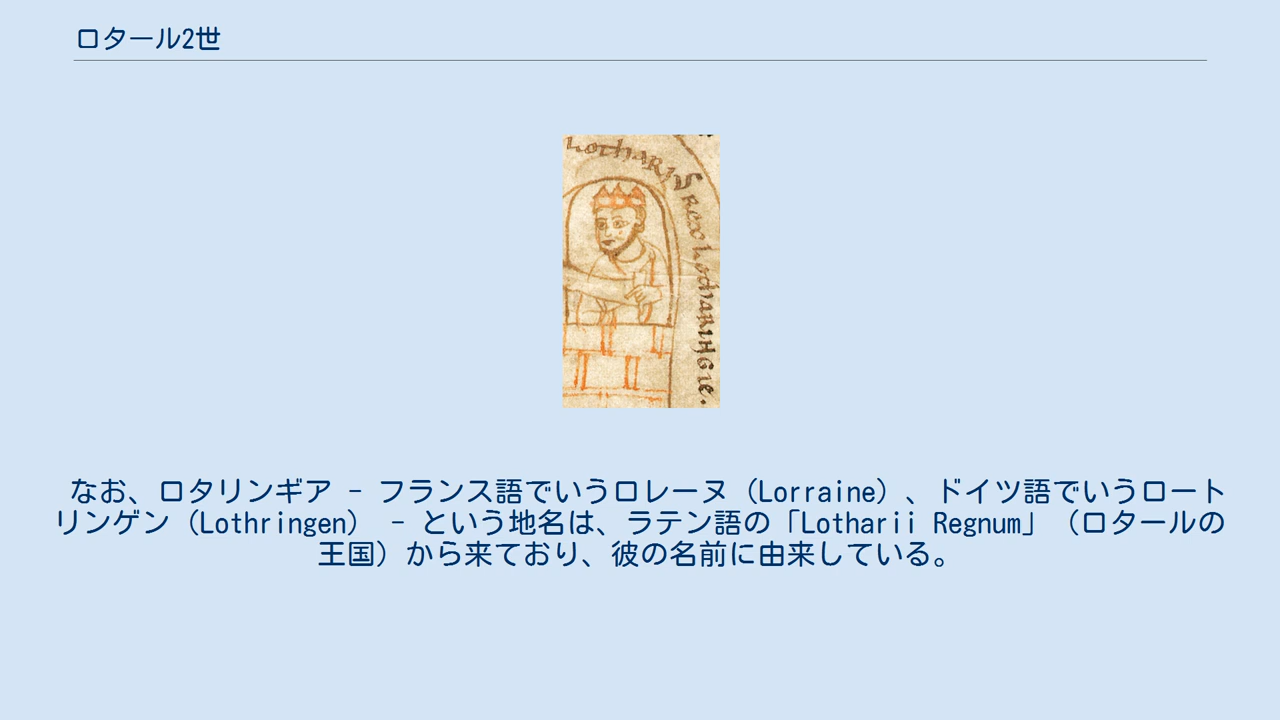 ロタール2世
Lotharius rex Lotharingie.
なお、ロタリンギア - フランス語でいうロレーヌ（Lorraine）、ドイツ語でいうロート
リンゲン（Lothringen） - という地名は、ラテン語の「Lotharii Regnum」（ロタールの
王国）から来ており、彼の名前に由来している。